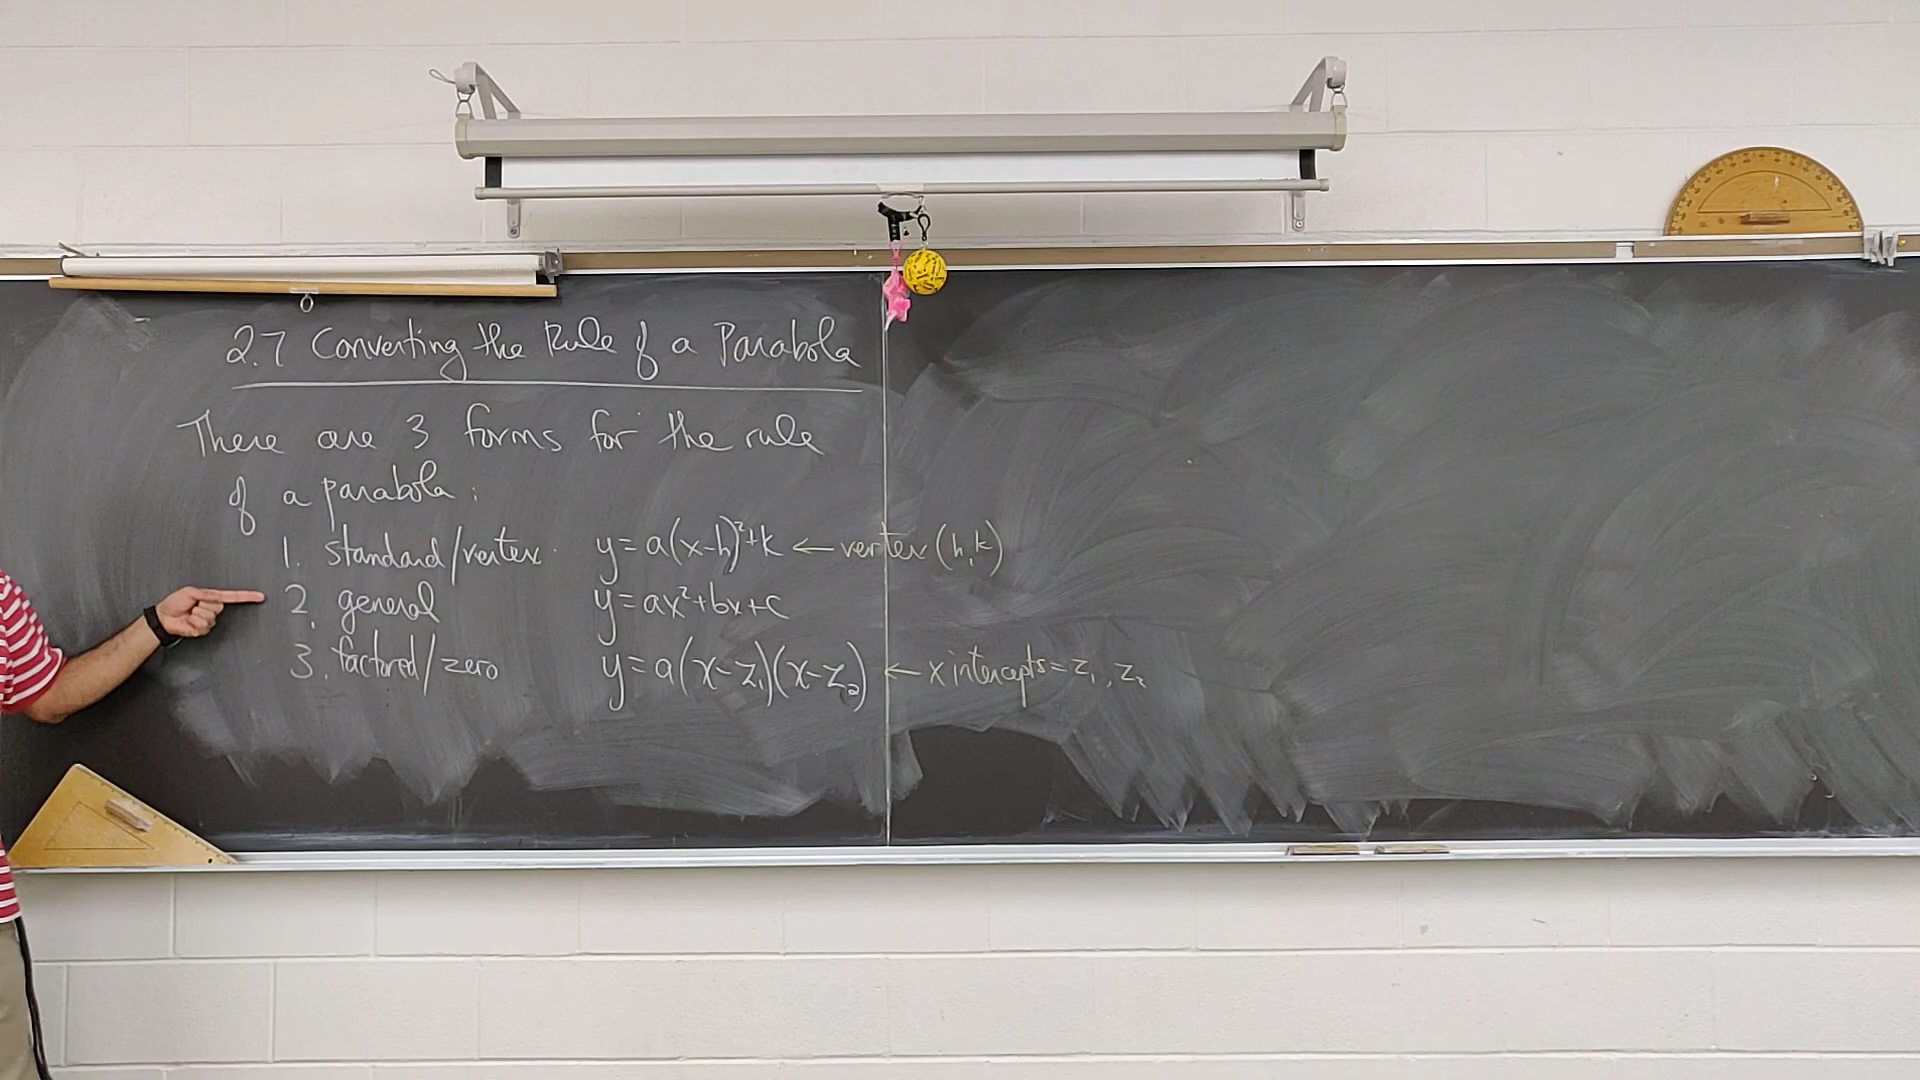 2.7 Converting the Rule of a Parabola
There are 3 forms for the rule
of a parabola:
1. standard/vertex y=a(x-h)²+k ← vertex (h,k)
2. general y=ax²+bx+c
3. factored/zero y=a(x-z₁)(x-z₂) ← x intercepts=z₁, z₂